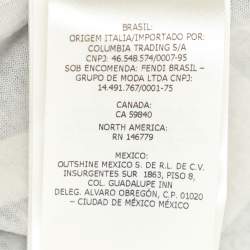 BRASIL:
ORIGEM ITALIA/IMPORTADO POR:
COLUMBIA TRADING S/A
CNPJ: 46.548.574/0007-95
SOB ENCOMENDA: FENDI BRASIL -
GRUPO DE MODA LTDA CNPJ:
14.491.767/0001-75
CANADA:
CA 59840
NORTH AMERICA:
RN 146779
MEXICO:
OUTSHINE MEXICO S. DE R.L. DE C.V.
INSURGENTES SUR 1863, PISO 8,
COL. GUADALUPE INN
DELEG. ALVARO OBREGÓN, C.P. 01020
– CIUDAD DE MÉXICO MÉXICO